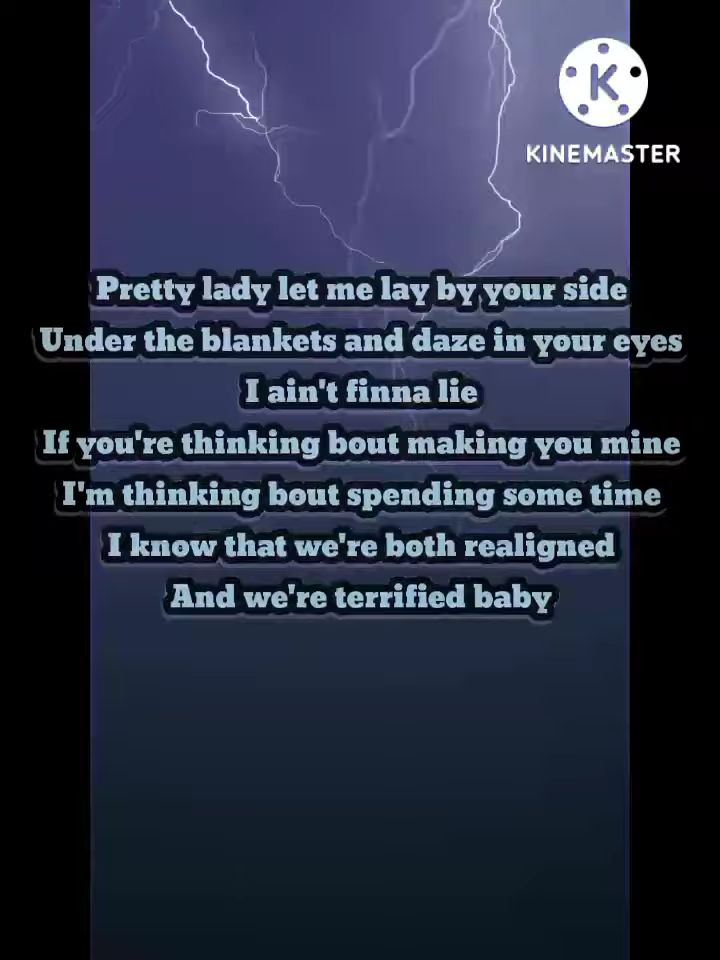 KINEMASTER
Pretty lady let me lay by your side
Under the blankets and daze in your eyes
I ain't finna lie
If you're thinking bout making you mine
I'm thinking bout spending some time
I know that we're both realigned
And we're terrified baby